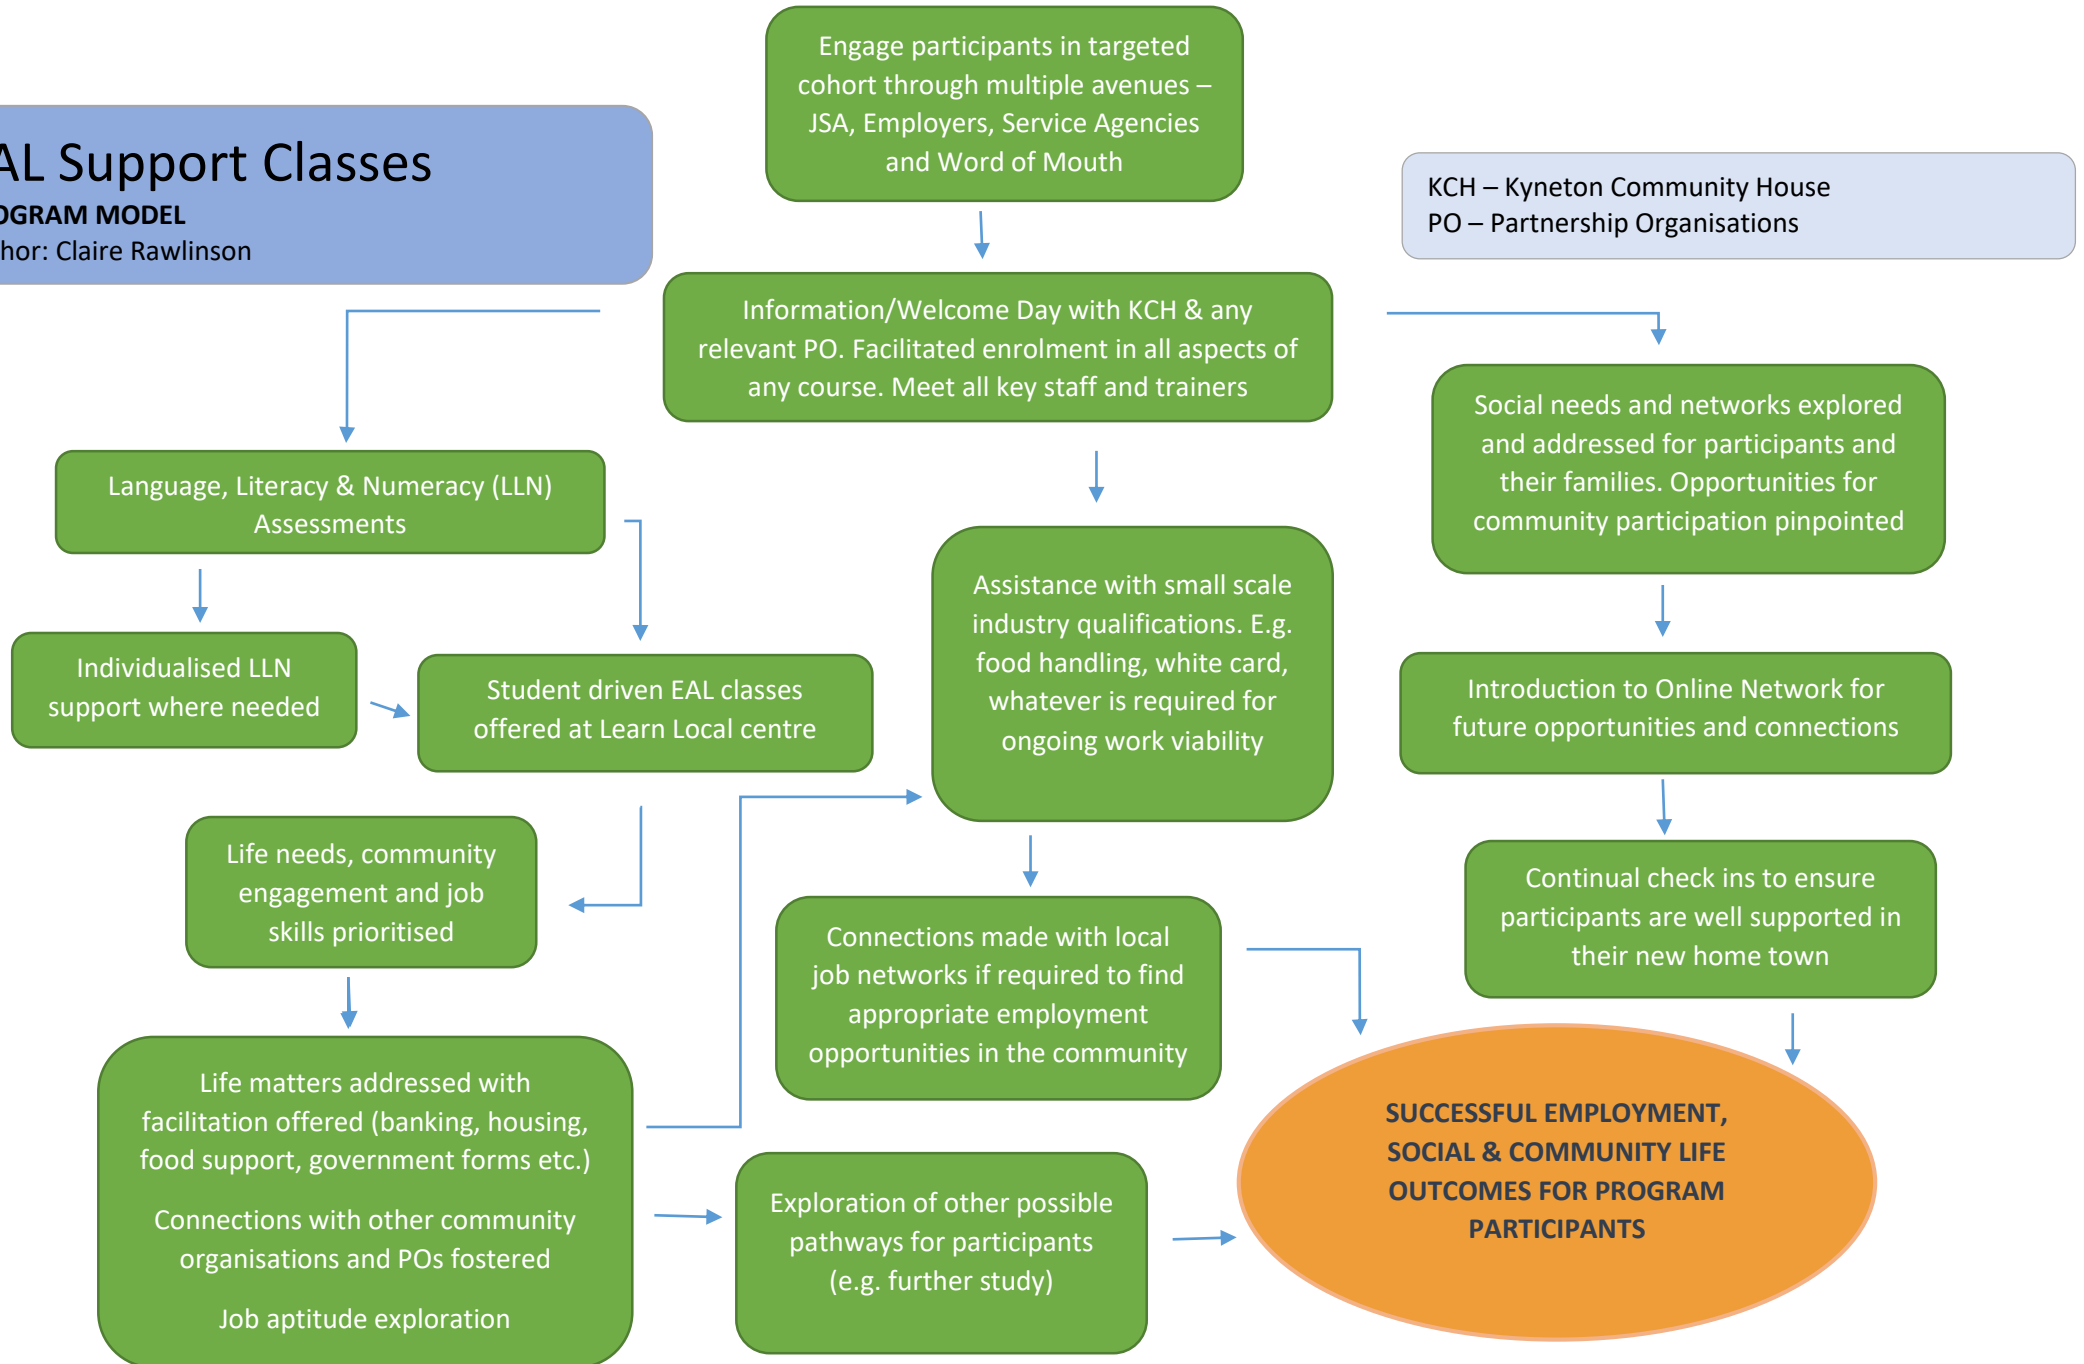 Engage participants in targeted
cohort through multiple avenues –
JSA, Employers, Service Agencies
and Word of Mouth
AL Support Classes
OGRAM MODEL
hor: Claire Rawlinson
KCH – Kyneton Community House
PO – Partnership Organisations
Information/Welcome Day with KCH & any
relevant PO. Facilitated enrolment in all aspects of
any course. Meet all key staff and trainers
Language, Literacy & Numeracy (LLN)
Assessments
Social needs and networks explored
and addressed for participants and
their families. Opportunities for
community participation pinpointed
Individualised LLN
support where needed
Student driven EAL classes
offered at Learn Local centre
Assistance with small scale
industry qualifications. E.g.
food handling, white card,
whatever is required for
ongoing work viability
Introduction to Online Network for
future opportunities and connections
Life needs, community
engagement and job
skills prioritised
Connections made with local
job networks if required to find
appropriate employment
opportunities in the community
Continual check ins to ensure
participants are well supported in
their new home town
Life matters addressed with
facilitation offered (banking, housing,
food support, government forms etc.)
Connections with other community
organisations and POs fostered
Job aptitude exploration
Exploration of other possible
pathways for participants
(e.g. further study)
SUCCESSFUL EMPLOYMENT,
SOCIAL & COMMUNITY LIFE
OUTCOMES FOR PROGRAM
PARTICIPANTS